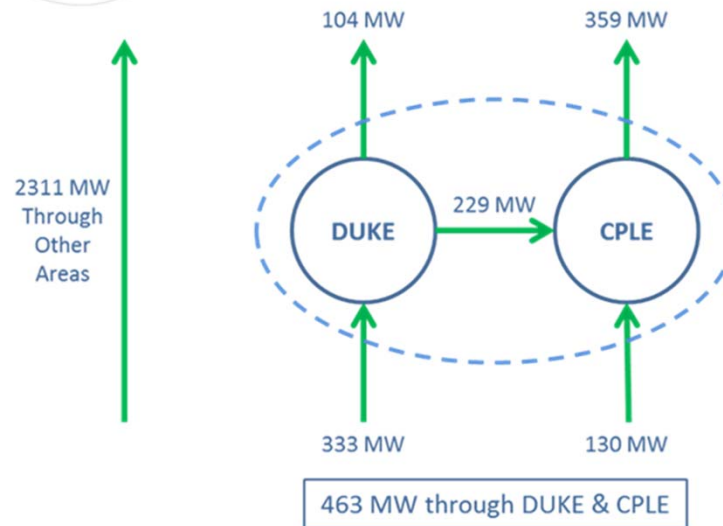 104 MW
359 MW
2311 MW
Through
Other
Areas
DUKE
229 MW
CPLE
333 MW
130 MW
463 MW through DUKE & CPLE